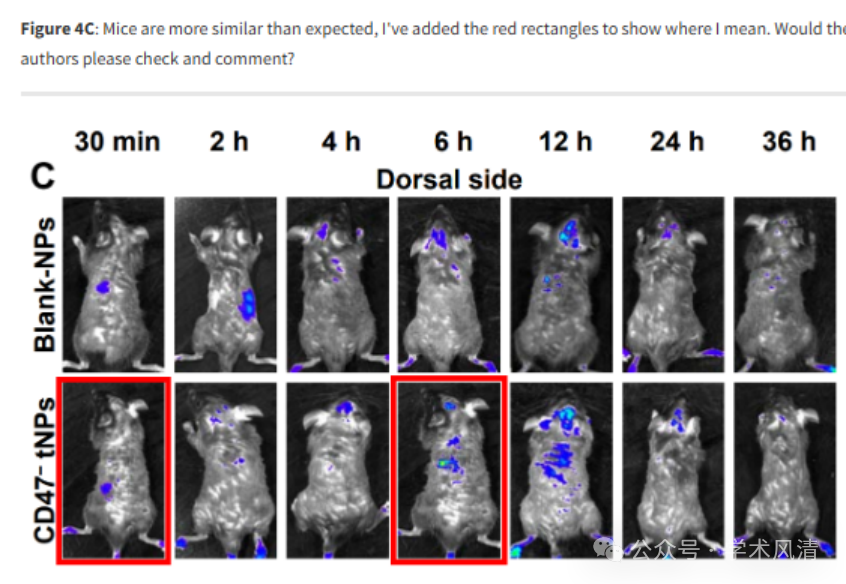 Figure 4C: Mice are more similar than expected, I've added the red rectangles to show where I mean. Would the
authors please check and comment?
30 min 2 h 4 h 6 h 12 h 24 h 36 h
C Dorsal side
Blank-NPs
CD47⁻ tNPs
公众号 · 学术风清